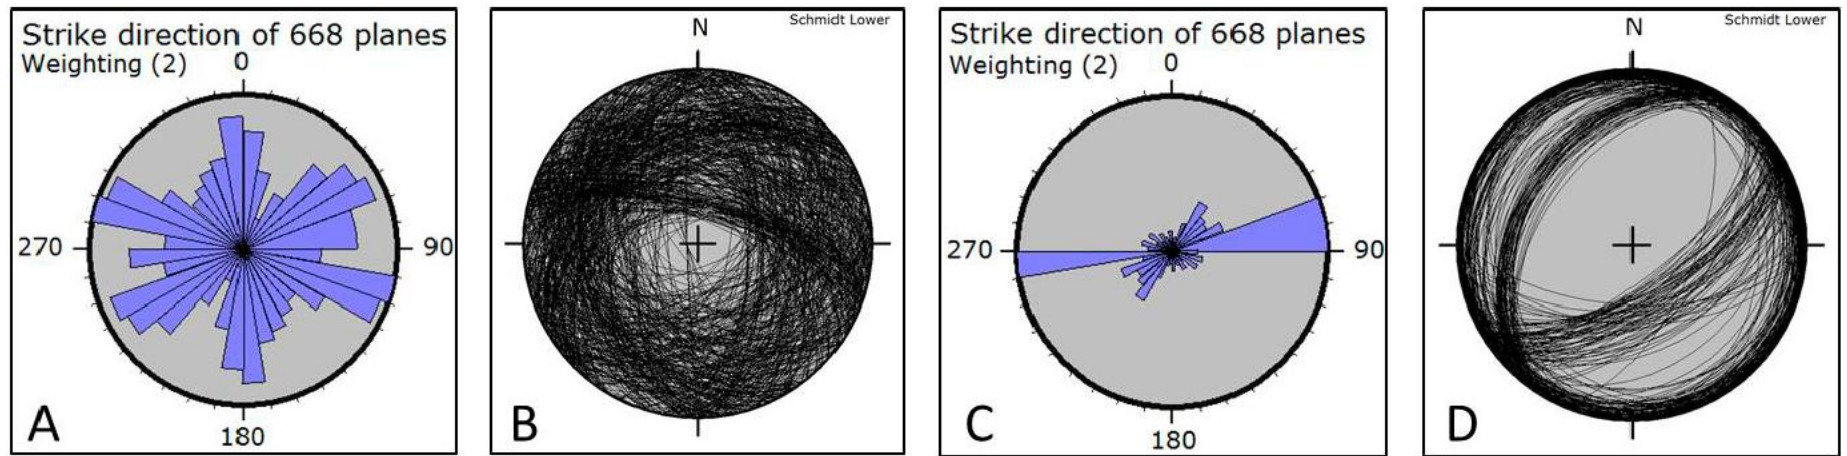 Strike direction of 668 planes
Weighting (2)
0
270
90
180
A
Schmidt Lower
N
B
Strike direction of 668 planes
Weighting (2)
0
270
90
180
C
Schmidt Lower
N
D